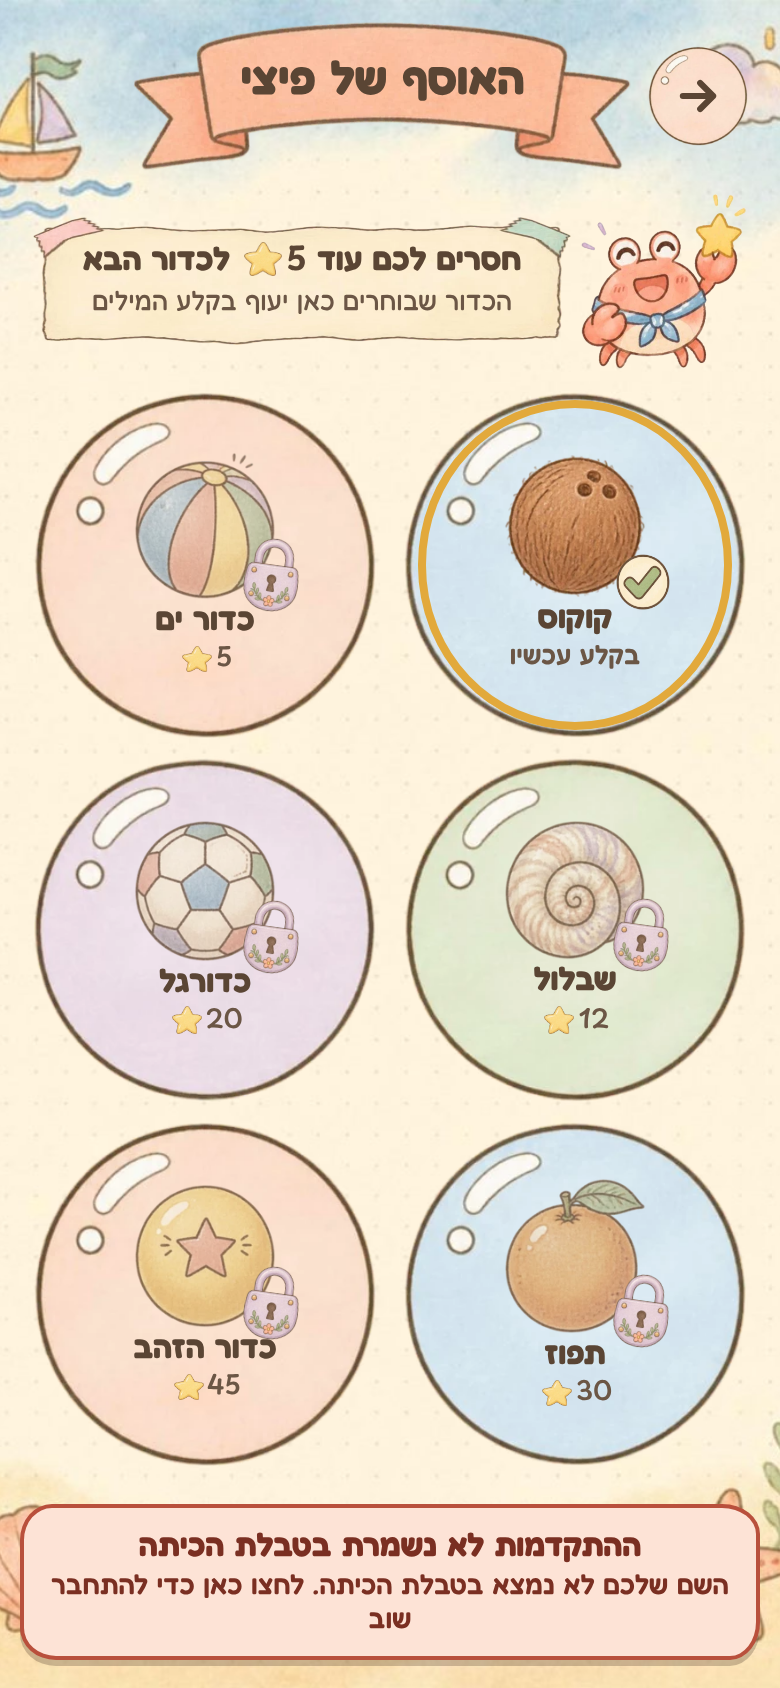 האוסף של פיצי
חסרים לכם עוד 5 לכדור הבא
הכדור שבוחרים כאן יעוף בקלע המילים
קוקוס
בקלע עכשיו
כדור ים
5
שבלול
12
כדורגל
20
תפוז
30
כדור הזהב
45
ההתקדמות לא נשמרת בטבלת הכיתה
השם שלכם לא נמצא בטבלת הכיתה. לחצו כאן כדי להתחבר
שוב